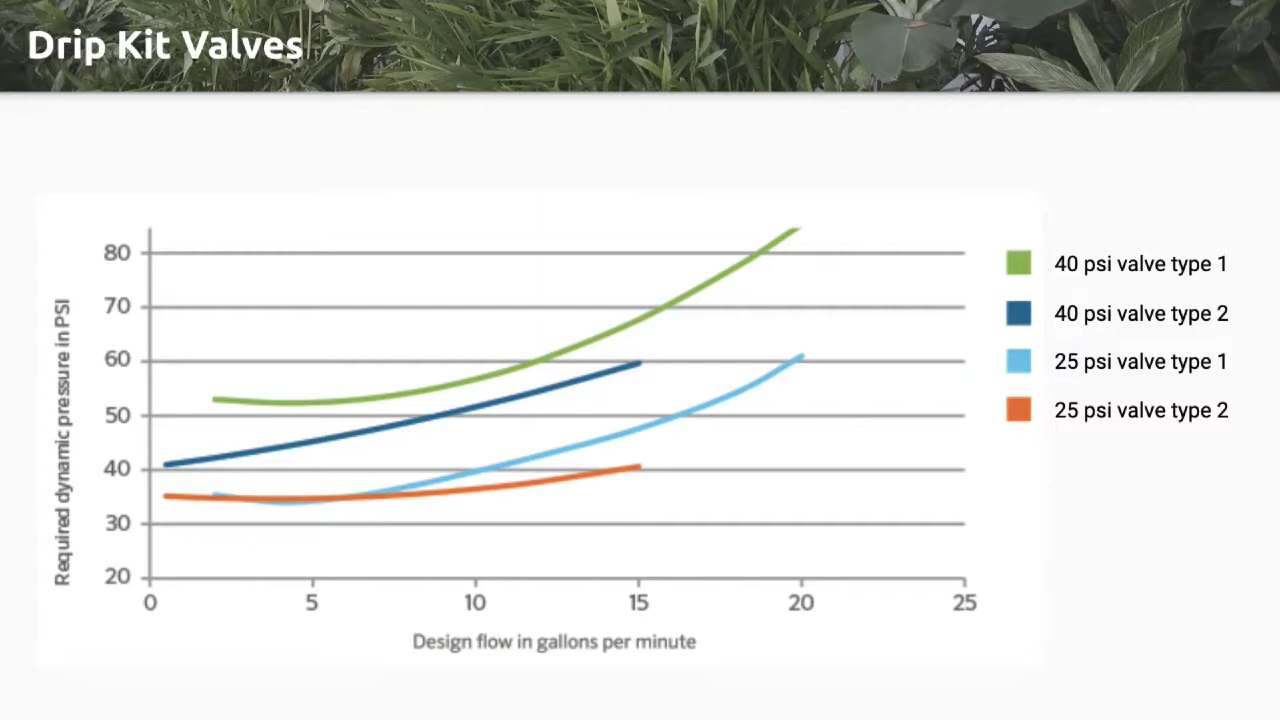 Drip Kit Valves
Required dynamic pressure in PSI
80
70
60
50
40
30
20
0 5 10 15 20 25
Design flow in gallons per minute
40 psi valve type 1
40 psi valve type 2
25 psi valve type 1
25 psi valve type 2